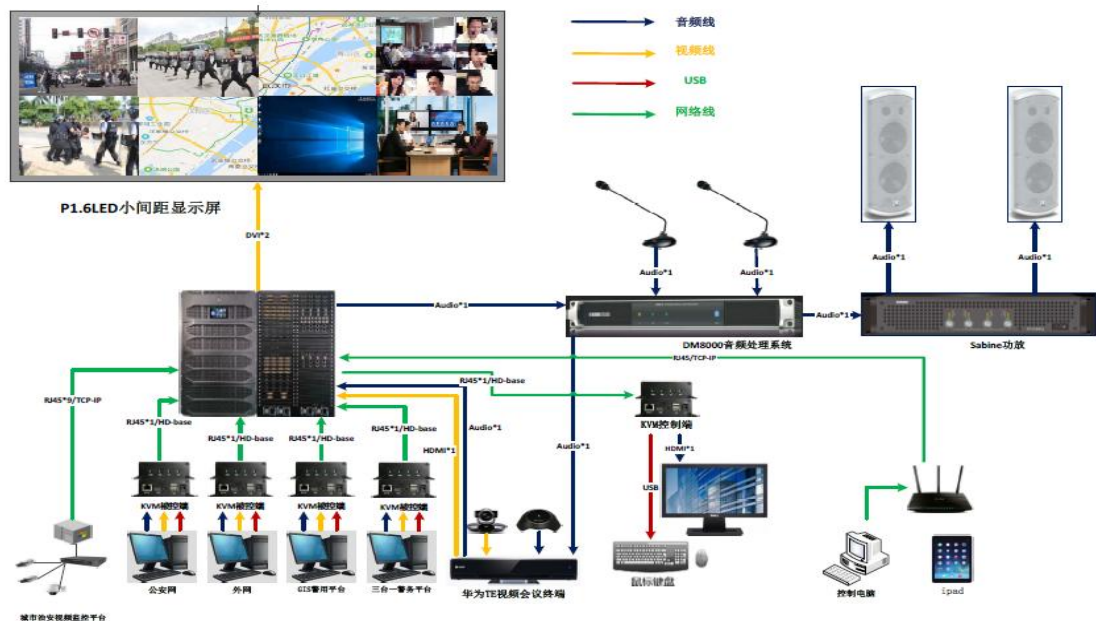 音频线
视频线
USB
网络线
P1.6LED小间距显示屏
DVI*2
Audio*1
Audio*1
Audio*1
Audio*1
Audio*1
Audio*1
DM8000音频处理系统
Sabine功放
RJ45/TCP-IP
RJ45*9/TCP-IP
RJ45*1/HD-base
RJ45*1/HD-base
RJ45*1/HD-base
RJ45*1/HD-base
RJ45*1/HD-base
Audio*1
HDMI*1
Audio*1
KVM控制端
HDMI*1
USB
KVM被控端
KVM被控端
KVM被控端
KVM被控端
公安网
外网
GIS警用平台
三台一警务平台
华为TE视频会议终端
鼠标键盘
控制电脑
ipad
城市治安视频监控平台